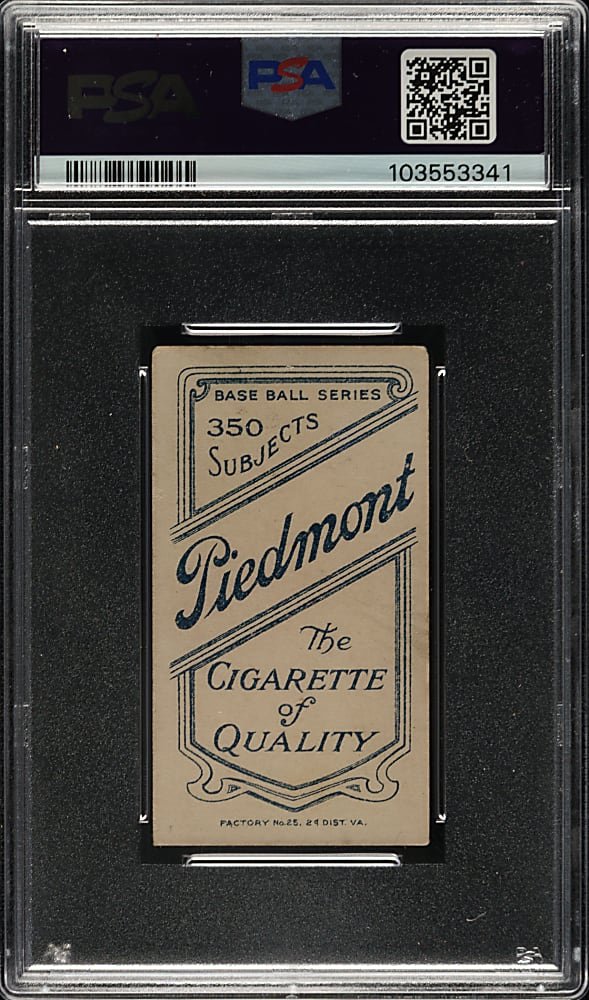 PSA
PSA
103553341
BASE BALL SERIES
350
SUBJECTS
Piedmont
The
CIGARETTE
of
QUALITY
FACTORY No.25, 2d DIST. VA.